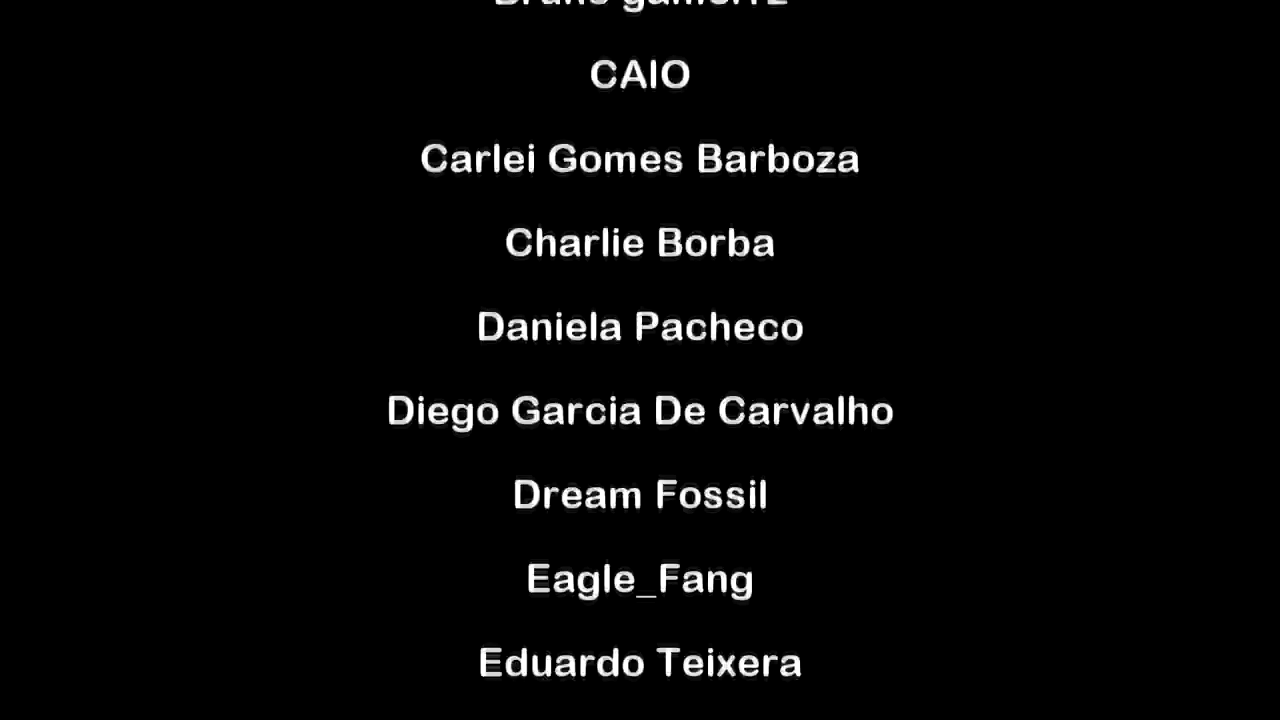 CAIO
Carlei Gomes Barboza
Charlie Borba
Daniela Pacheco
Diego Garcia De Carvalho
Dream Fossil
Eagle_Fang
Eduardo Teixera